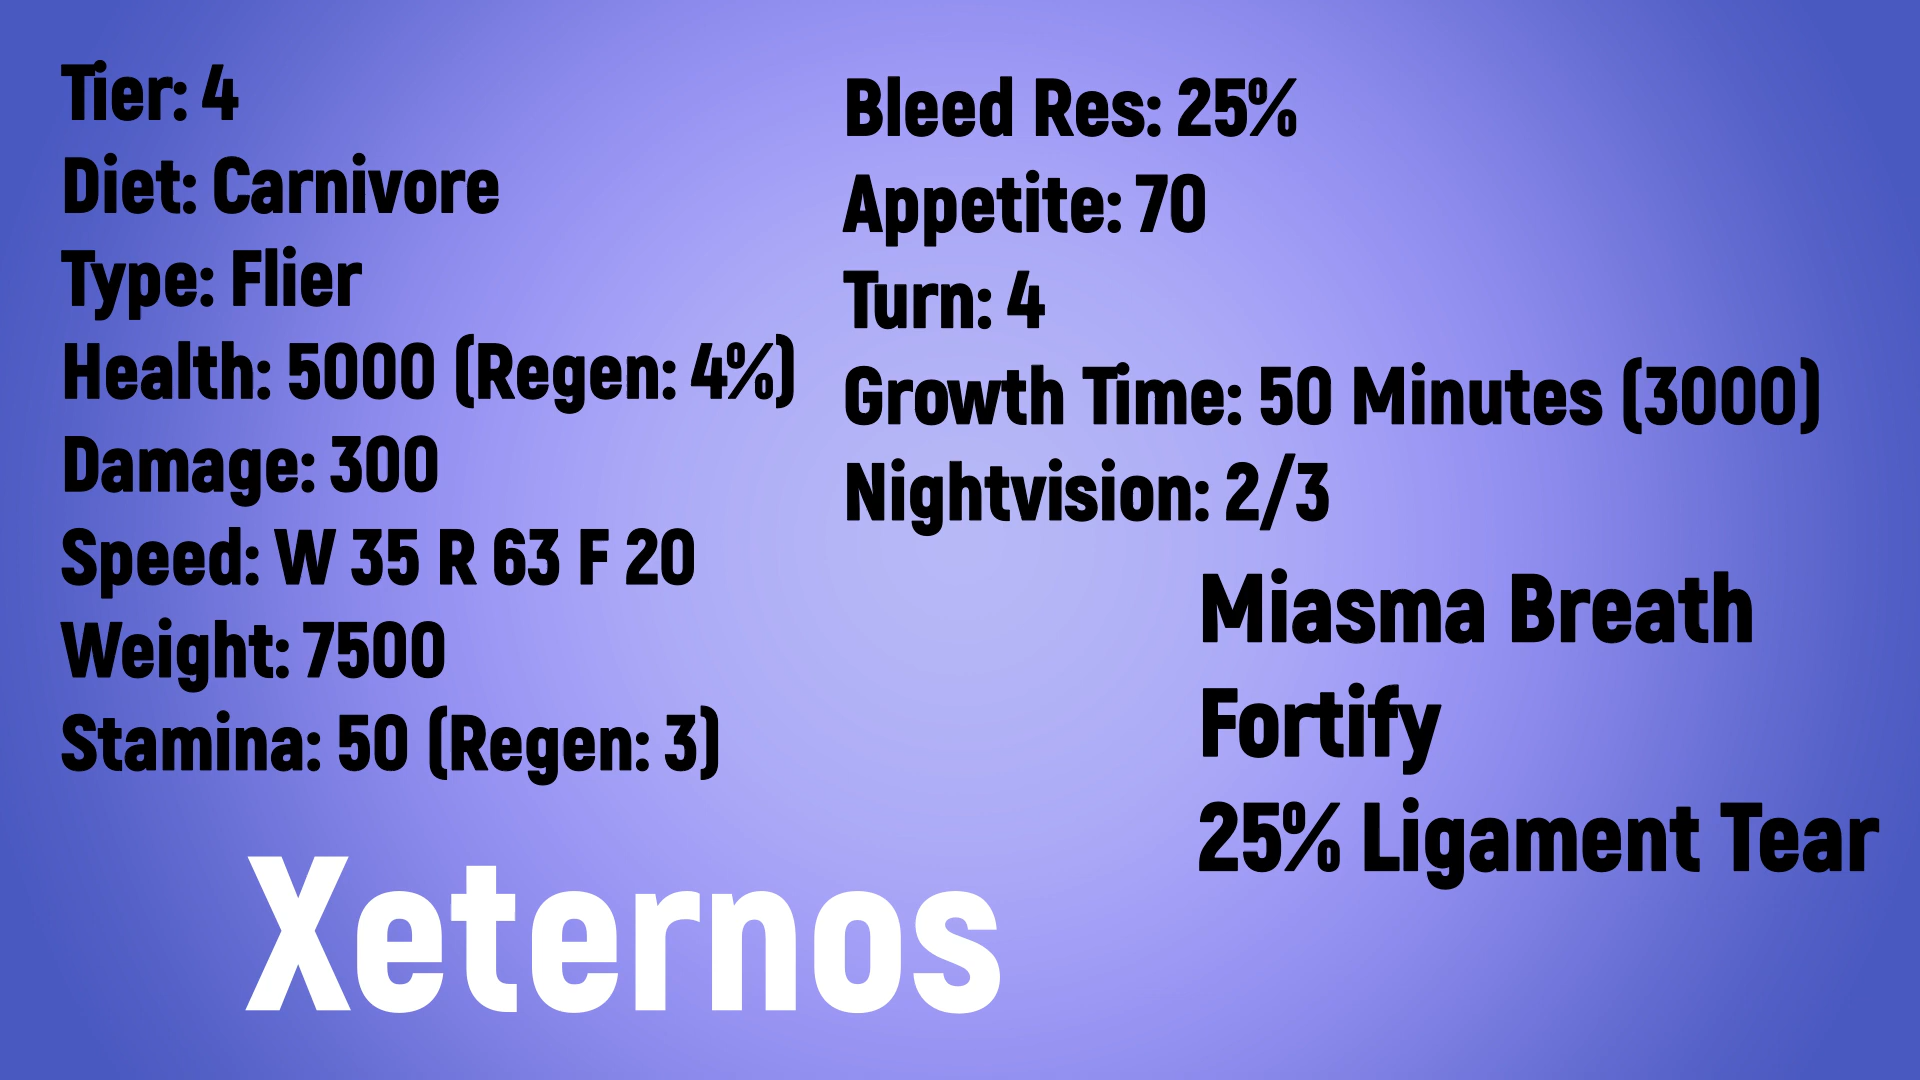 Tier: 4
Diet: Carnivore
Type: Flier
Health: 5000 (Regen: 4%)
Damage: 300
Speed: W 35 R 63 F 20
Weight: 7500
Stamina: 50 (Regen: 3)
Bleed Res: 25%
Appetite: 70
Turn: 4
Growth Time: 50 Minutes (3000)
Nightvision: 2/3
Miasma Breath
Fortify
25% Ligament Tear
Xeternos